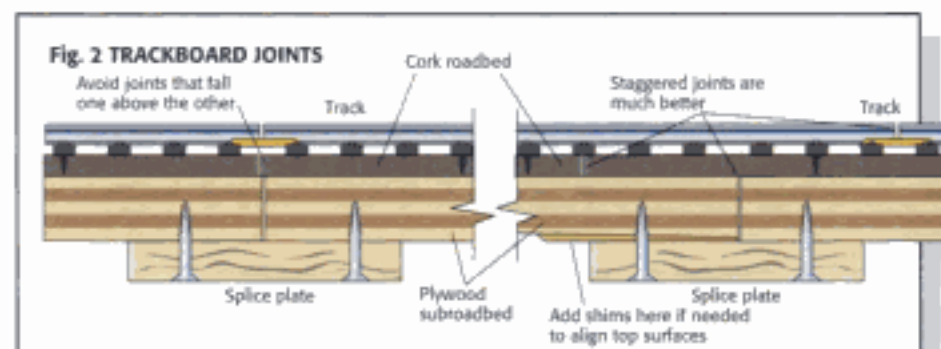 Fig. 2 TRACKBOARD JOINTS
Avoid joints that fall
one above the other
Track
Cork roadbed
Staggered joints are
much better
Track
Splice plate
Plywood
subroadbed
Splice plate
Add shims here if needed
to align top surfaces